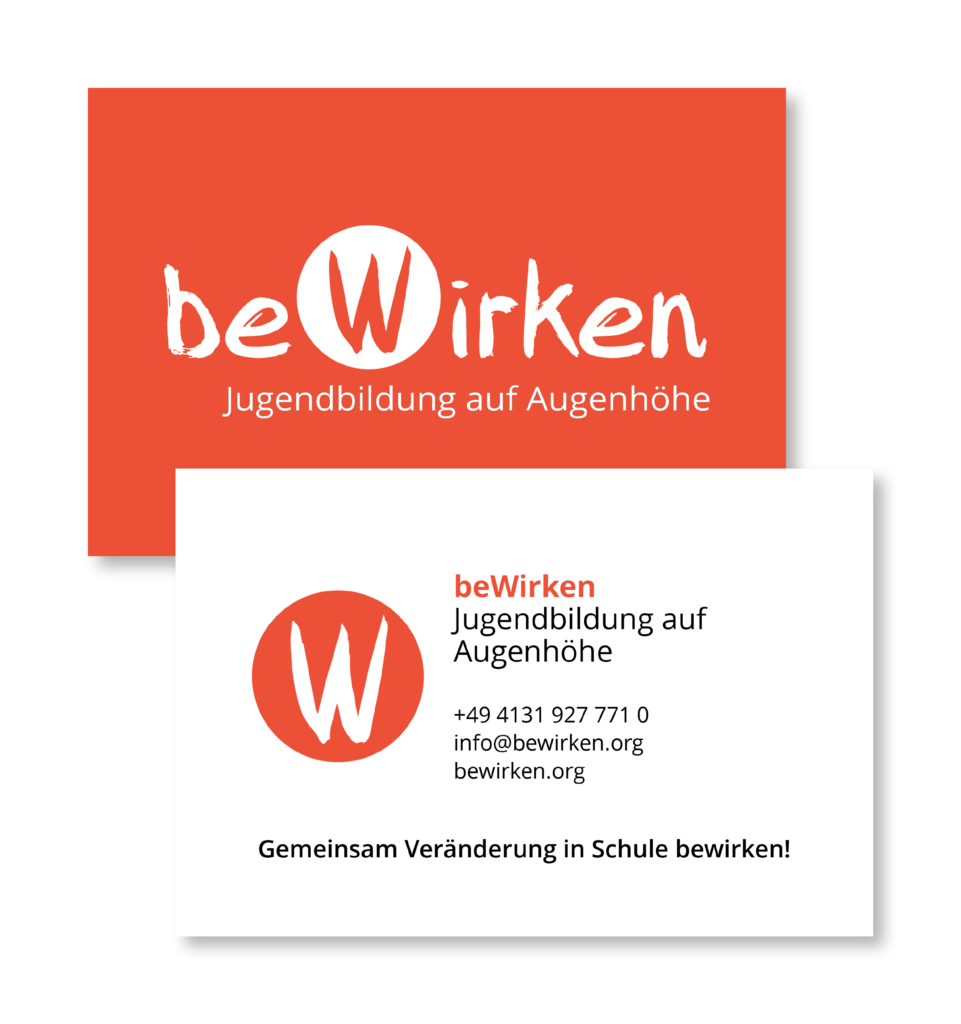 beWirken
Jugendbildung auf Augenhöhe
W
beWirken
Jugendbildung auf
Augenhöhe
+49 4131 927 771 0
info@bewirken.org
bewirken.org
Gemeinsam Veränderung in Schule bewirken!